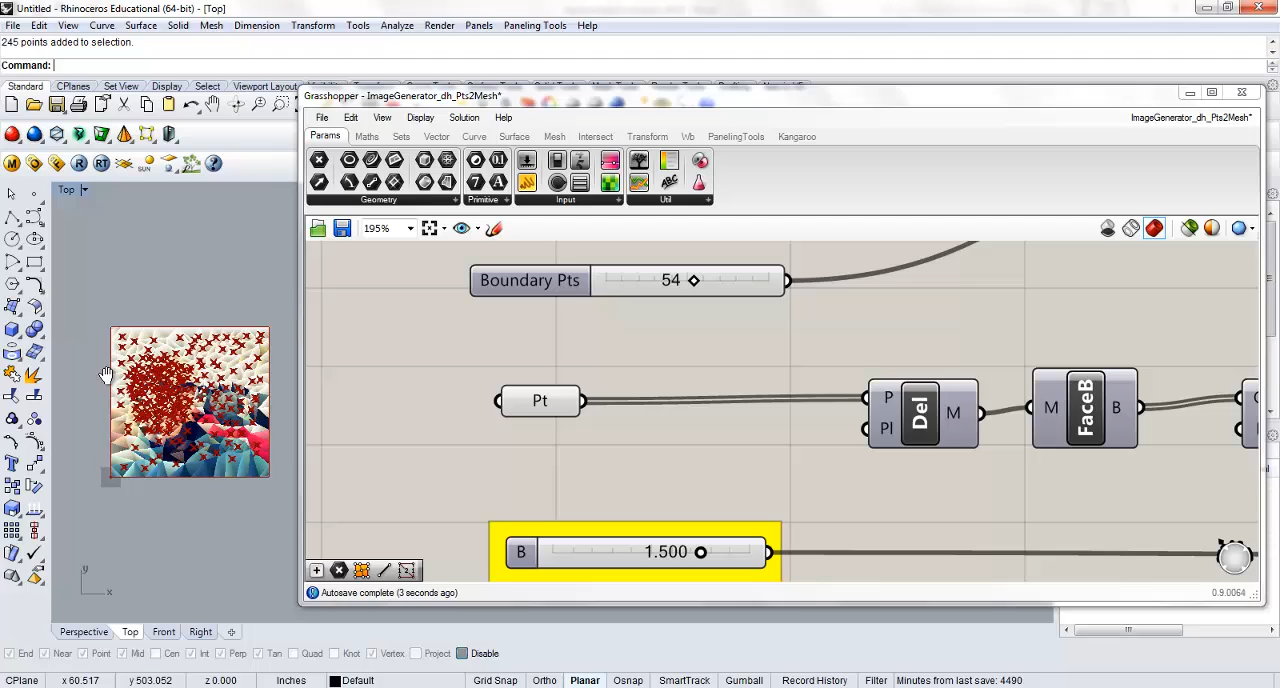 Untitled - Rhinoceros Educational (64-bit) - [Top]
File Edit View Curve Surface Solid Mesh Dimension Transform Tools Analyze Render Panels Paneling Tools Help
245 points added to selection.
Command:
Standard CPlanes Set View Display Select Viewport Layout
Grasshopper - ImageGenerator_dh_Pts2Mesh*
File Edit View Display Solution Help
ImageGenerator_dh_Pts2Mesh*
Params Maths Sets Vector Curve Surface Mesh Intersect Transform Wb PanelingTools Kangaroo
Geometry Primitive Input Util
195%
Top
Boundary Pts 54
Pt
P
Pl
Del
M
M
FaceB
B
B 1.500
Autosave complete (3 seconds ago)
0.9.0064
y
x
Perspective Top Front Right
End Near Point Mid Cen Int Perp Tan Quad Knot Vertex Project Disable
CPlane x 60.517 y 503.052 z 0.000 Inches Default Grid Snap Ortho Planar Osnap SmartTrack Gumball Record History Filter Minutes from last save: 4490